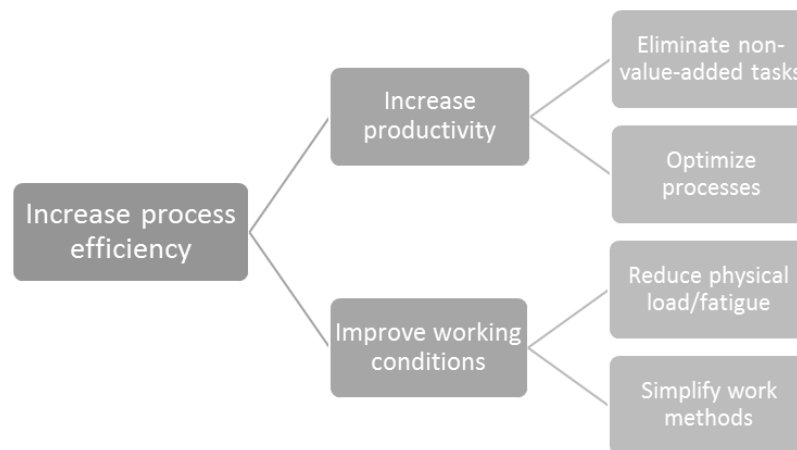 Increase process
efficiency
Increase
productivity
Improve working
conditions
Eliminate non-
value-added tasks
Optimize
processes
Reduce physical
load/fatigue
Simplify work
methods